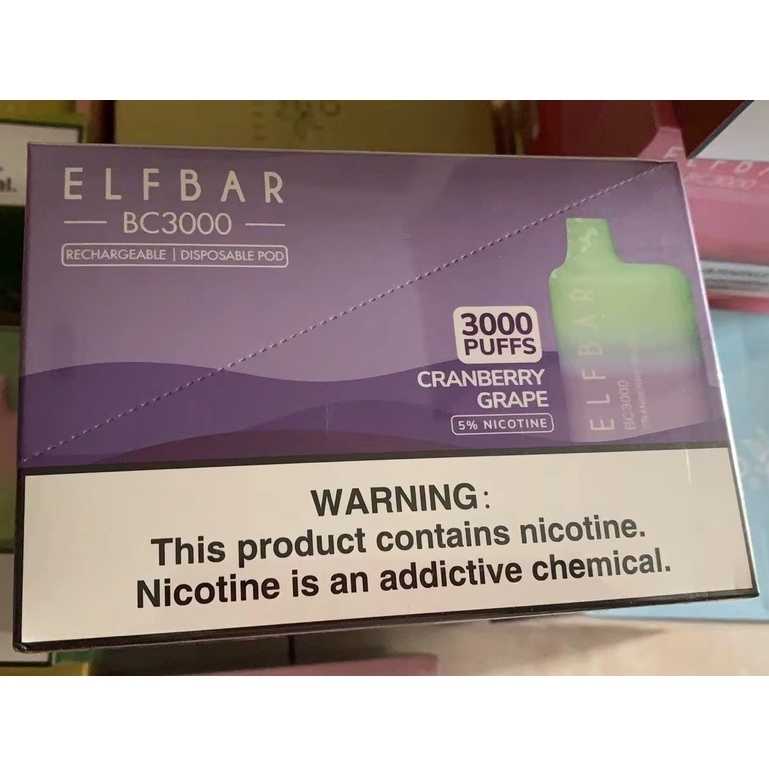 ELFBAR
BC3000
RECHARGEABLE | DISPOSABLE POD
3000
PUFFS
CRANBERRY
GRAPE
5% NICOTINE
ELFBAR
BC3000
WARNING:
This product contains nicotine.
Nicotine is an addictive chemical.